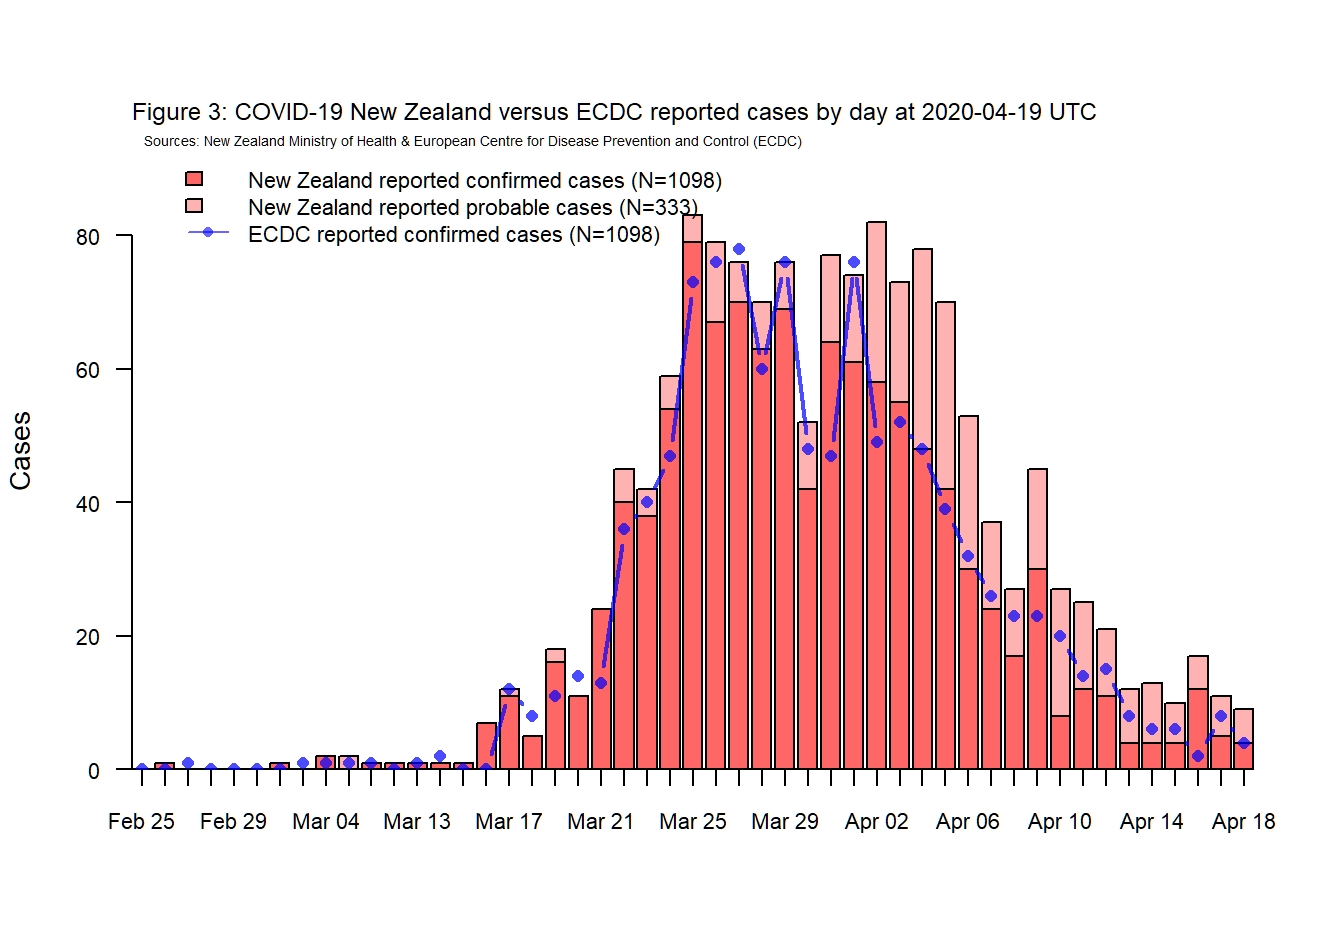 Figure 3: COVID-19 New Zealand versus ECDC reported cases by day at 2020-04-19 UTC
Sources: New Zealand Ministry of Health & European Centre for Disease Prevention and Control (ECDC)
New Zealand reported confirmed cases (N=1098)
New Zealand reported probable cases (N=333)
ECDC reported confirmed cases (N=1098)
Cases
80
60
40
20
0
Feb 25 Feb 29 Mar 04 Mar 13 Mar 17 Mar 21 Mar 25 Mar 29 Apr 02 Apr 06 Apr 10 Apr 14 Apr 18